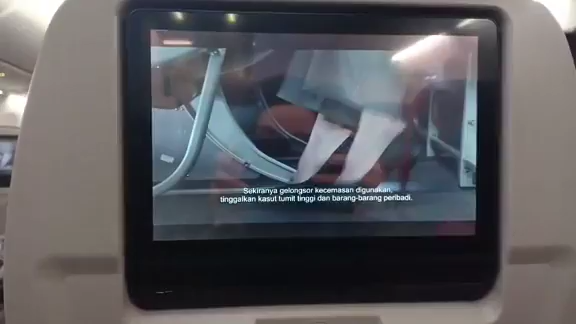 Sekiranya gelongsor kecemasan digunakan,
tinggalkan kasut tumit tinggi dan barang-barang peribadi.